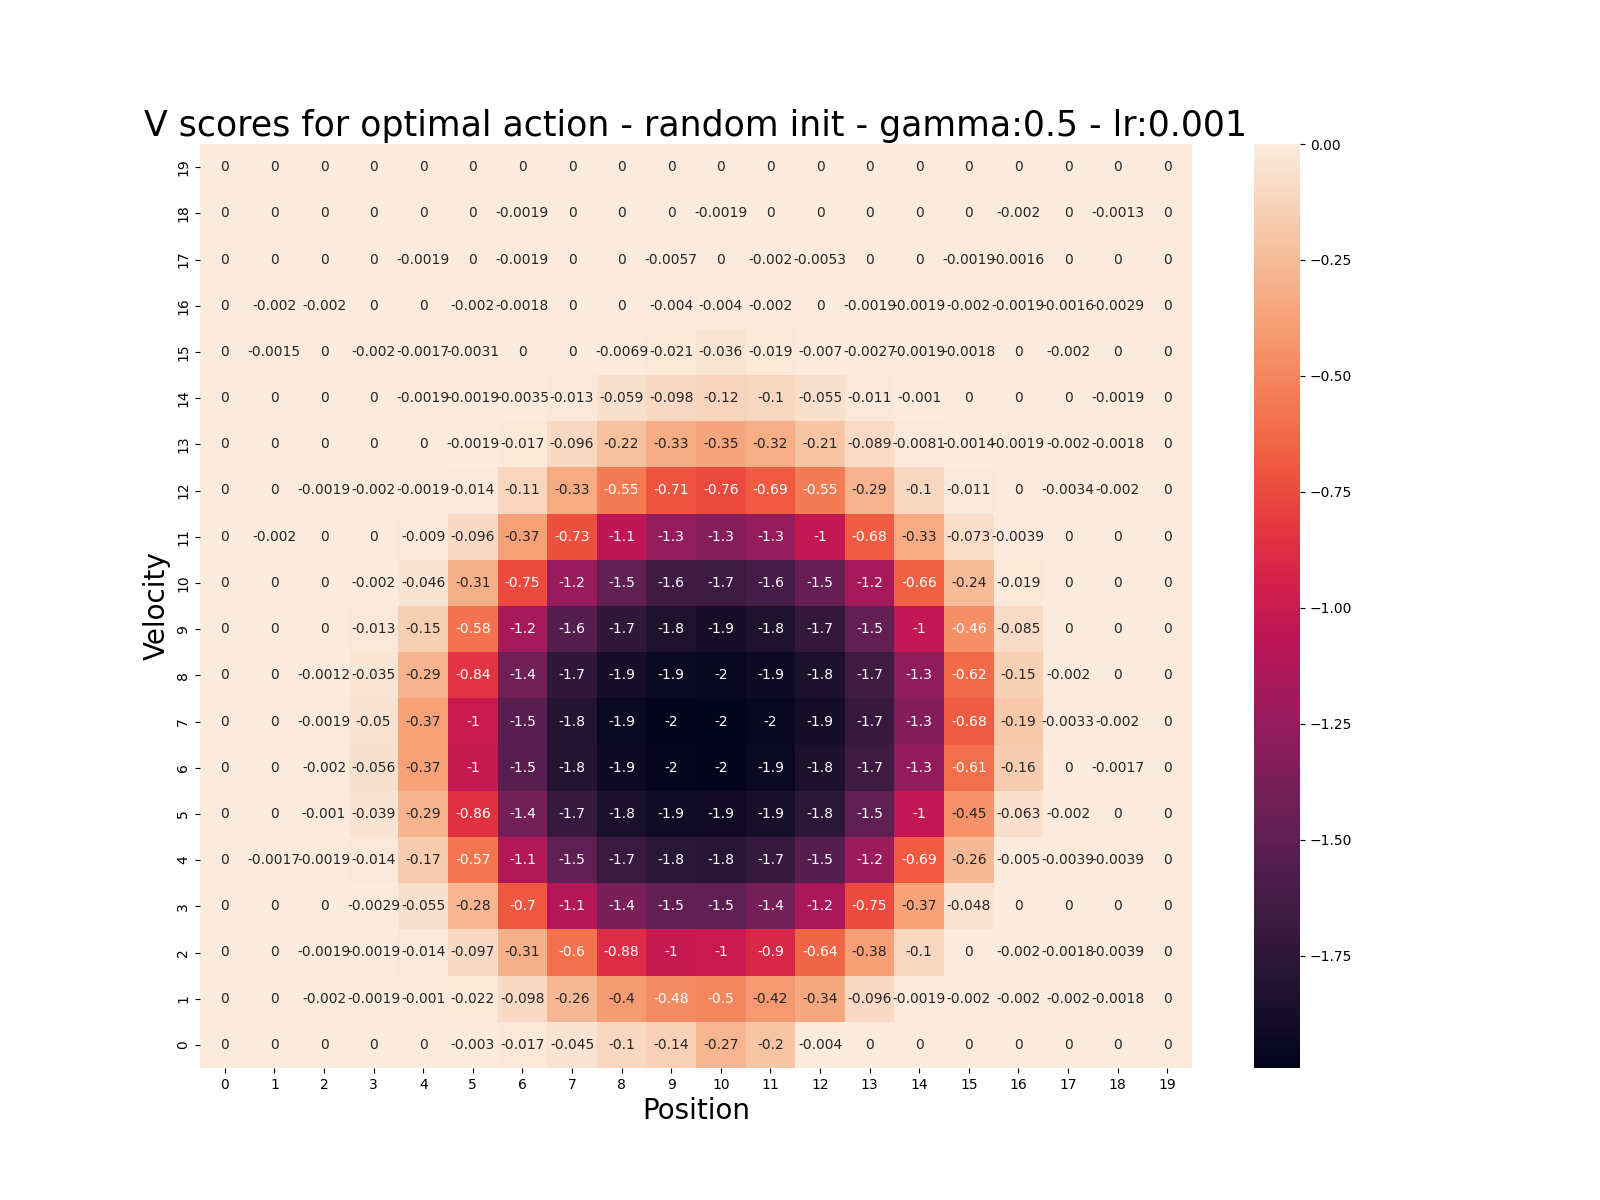 V scores for optimal action - random init - gamma:0.5 - lr:0.001
19 0 0 0 0 0 0 0 0 0 0 0 0 0 0 0 0 0 0 0 0
18 0 0 0 0 0 0 -0.0019 0 0 0 -0.0019 0 0 0 0 0 -0.002 0 -0.0013 0
17 0 0 0 0 -0.0019 0 -0.0019 0 0 -0.0057 0 -0.002 -0.0053 0 0 -0.0019 -0.0016 0 0 0
16 0 -0.002 -0.002 0 0 -0.002 -0.0018 0 0 -0.004 -0.004 -0.002 0 -0.0019 -0.0019 -0.002 -0.0019 -0.0016 -0.0029 0
15 0 -0.0015 0 -0.002 -0.0017 -0.0031 0 0 -0.0069 -0.021 -0.036 -0.019 -0.007 -0.0027 -0.0019 -0.0018 0 -0.002 0 0
14 0 0 0 0 -0.0019 -0.0019 -0.0035 -0.013 -0.059 -0.098 -0.12 -0.1 -0.055 -0.011 -0.001 0 0 0 -0.0019 0
13 0 0 0 0 0 -0.0019 -0.017 -0.096 -0.22 -0.33 -0.35 -0.32 -0.21 -0.089 -0.0081 -0.0014 -0.0019 -0.002 -0.0018 0
12 0 0 -0.0019 -0.002 -0.0019 -0.014 -0.11 -0.33 -0.55 -0.71 -0.76 -0.69 -0.55 -0.29 -0.1 -0.011 0 -0.0034 -0.002 0
11 0 -0.002 0 0 -0.009 -0.096 -0.37 -0.73 -1.1 -1.3 -1.3 -1.3 -1 -0.68 -0.33 -0.073 -0.0039 0 0 0
10 0 0 0 -0.002 -0.046 -0.31 -0.75 -1.2 -1.5 -1.6 -1.7 -1.6 -1.5 -1.2 -0.66 -0.24 -0.019 0 0 0
9 0 0 0 -0.013 -0.15 -0.58 -1.2 -1.6 -1.7 -1.8 -1.9 -1.8 -1.7 -1.5 -1 -0.46 -0.085 0 0 0
8 0 0 -0.0012 -0.035 -0.29 -0.84 -1.4 -1.7 -1.9 -1.9 -2 -1.9 -1.8 -1.7 -1.3 -0.62 -0.15 -0.002 0 0
7 0 0 -0.0019 -0.05 -0.37 -1 -1.5 -1.8 -1.9 -2 -2 -2 -1.9 -1.7 -1.3 -0.68 -0.19 -0.0033 -0.002 0
6 0 0 -0.002 -0.056 -0.37 -1 -1.5 -1.8 -1.9 -2 -2 -1.9 -1.8 -1.7 -1.3 -0.61 -0.16 0 -0.0017 0
5 0 0 -0.001 -0.039 -0.29 -0.86 -1.4 -1.7 -1.8 -1.9 -1.9 -1.9 -1.8 -1.5 -1 -0.45 -0.063 -0.002 0 0
4 0 -0.0017 -0.0019 -0.014 -0.17 -0.57 -1.1 -1.5 -1.7 -1.8 -1.8 -1.7 -1.5 -1.2 -0.69 -0.26 -0.005 -0.0039 -0.0039 0
3 0 0 0 -0.0029 -0.055 -0.28 -0.7 -1.1 -1.4 -1.5 -1.5 -1.4 -1.2 -0.75 -0.37 -0.048 0 0 0 0
2 0 0 -0.0019 -0.0019 -0.014 -0.097 -0.31 -0.6 -0.88 -1 -1 -0.9 -0.64 -0.38 -0.1 0 -0.002 -0.0018 -0.0039 0
1 0 0 -0.002 -0.0019 -0.001 -0.022 -0.098 -0.26 -0.4 -0.48 -0.5 -0.42 -0.34 -0.096 -0.0019 -0.002 -0.002 -0.002 -0.0018 0
0 0 0 0 0 0 -0.003 -0.017 -0.045 -0.1 -0.14 -0.27 -0.2 -0.004 0 0 0 0 0 0 0
0 1 2 3 4 5 6 7 8 9 10 11 12 13 14 15 16 17 18 19
Velocity
Position
0.00
−0.25
−0.50
−0.75
−1.00
−1.25
−1.50
−1.75